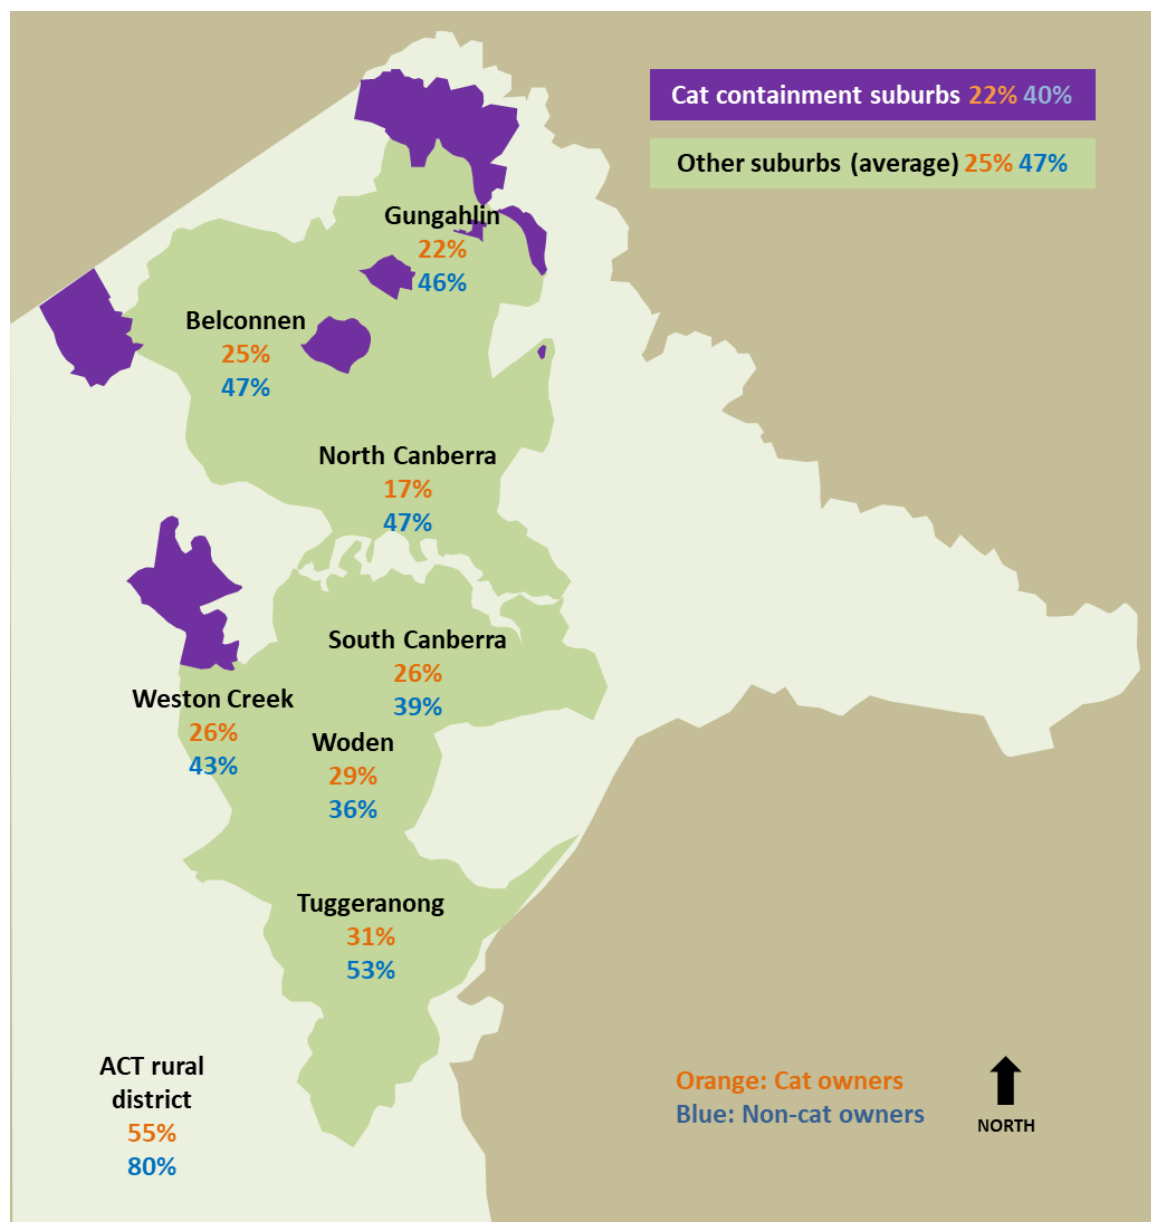 Cat containment suburbs 22% 40%
Other suburbs (average) 25% 47%
Gungahlin
22%
46%
Belconnen
25%
47%
North Canberra
17%
47%
South Canberra
26%
39%
Weston Creek
26%
43%
Woden
29%
36%
Tuggeranong
31%
53%
ACT rural
district
55%
80%
Orange: Cat owners
Blue: Non-cat owners
NORTH